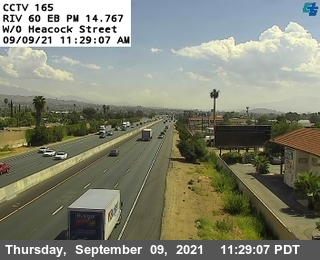 CCTV 165
RIV 60 EB PM 14.767
W/O Heacock Street
09/09/21 11:29:07 AM
Thursday, September 09, 2021 11:29:07 PDT